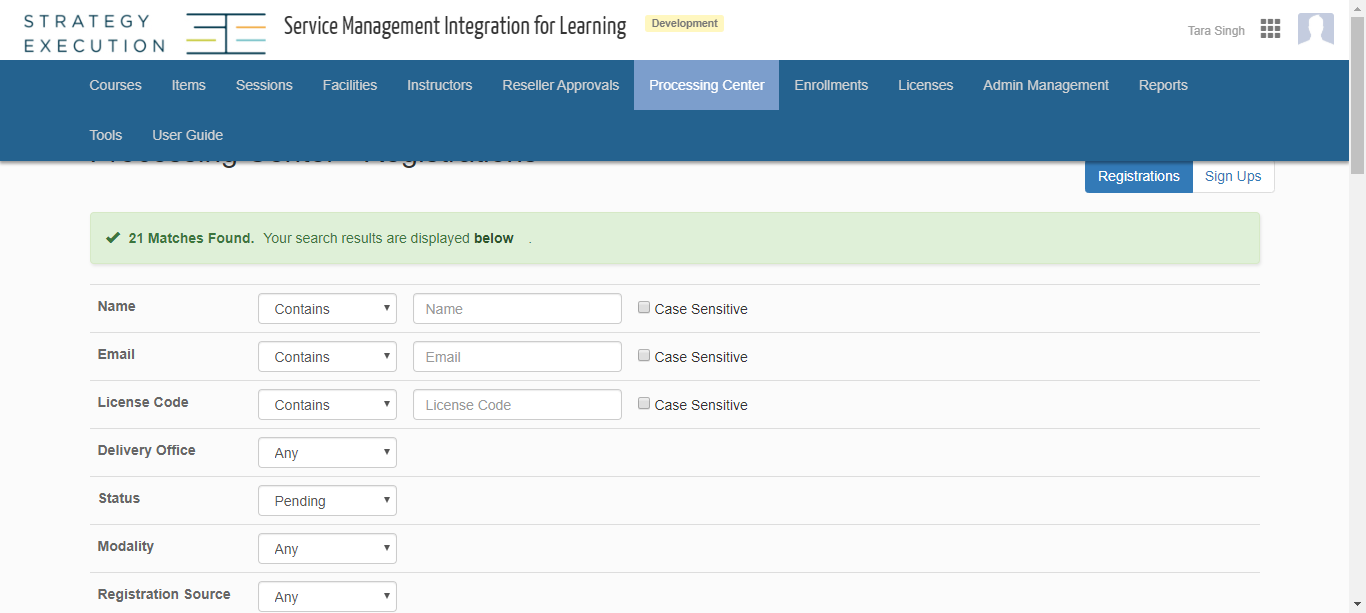 STRATEGY
EXECUTION
Service Management Integration for Learning
Development
Tara Singh
Courses Items Sessions Facilities Instructors Reseller Approvals Processing Center Enrollments Licenses Admin Management Reports
Tools User Guide
Processing Center - Registrations
Registrations Sign Ups
21 Matches Found. Your search results are displayed below .
Name Contains Name Case Sensitive
Email Contains Email Case Sensitive
License Code Contains License Code Case Sensitive
Delivery Office Any
Status Pending
Modality Any
Registration Source Any